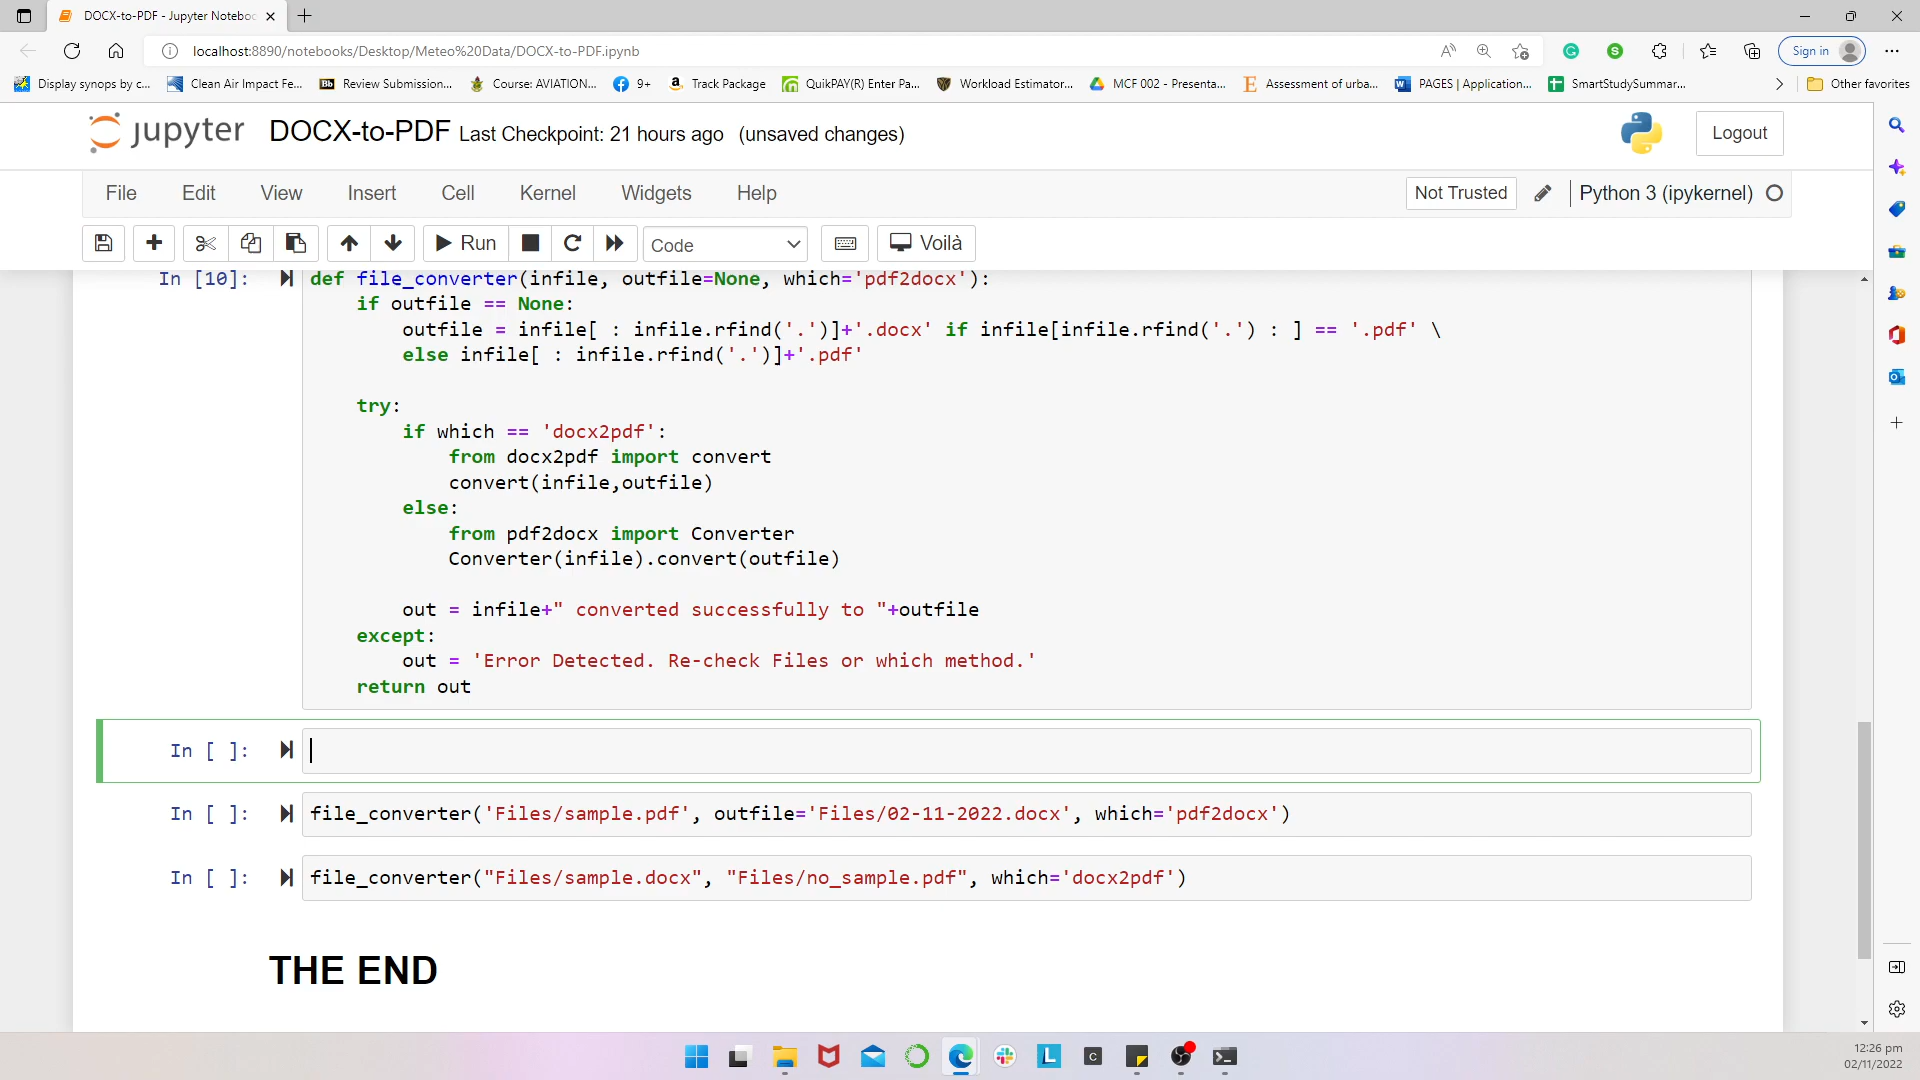 DOCX-to-PDF - Jupyter Noteboo
localhost:8890/notebooks/Desktop/Meteo%20Data/DOCX-to-PDF.ipynb
Sign in
Display synops by c...
Clean Air Impact Fe...
Bb
Review Submission...
Course: AVIATION...
9+
Track Package
QuikPAY(R) Enter Pa...
Workload Estimator...
MCF 002 - Presenta...
Assessment of urba...
PAGES | Application...
SmartStudySummar...
Other favorites
jupyter DOCX-to-PDF Last Checkpoint: 21 hours ago (unsaved changes)
Logout
File Edit View Insert Cell Kernel Widgets Help
Not Trusted
Python 3 (ipykernel)
Run
Code
Voilà
In [10]:
def file_converter(infile, outfile=None, which='pdf2docx'):
if outfile == None:
outfile = infile[ : infile.rfind('.')]+'.docx' if infile[infile.rfind('.') : ] == '.pdf' \
else infile[ : infile.rfind('.')]+'.pdf'
try:
if which == 'docx2pdf':
from docx2pdf import convert
convert(infile,outfile)
else:
from pdf2docx import Converter
Converter(infile).convert(outfile)
out = infile+" converted successfully to "+outfile
except:
out = 'Error Detected. Re-check Files or which method.'
return out
In [ ]:
In [ ]: file_converter('Files/sample.pdf', outfile='Files/02-11-2022.docx', which='pdf2docx')
In [ ]: file_converter("Files/sample.docx", "Files/no_sample.pdf", which='docx2pdf')
THE END
12:26 pm
02/11/2022